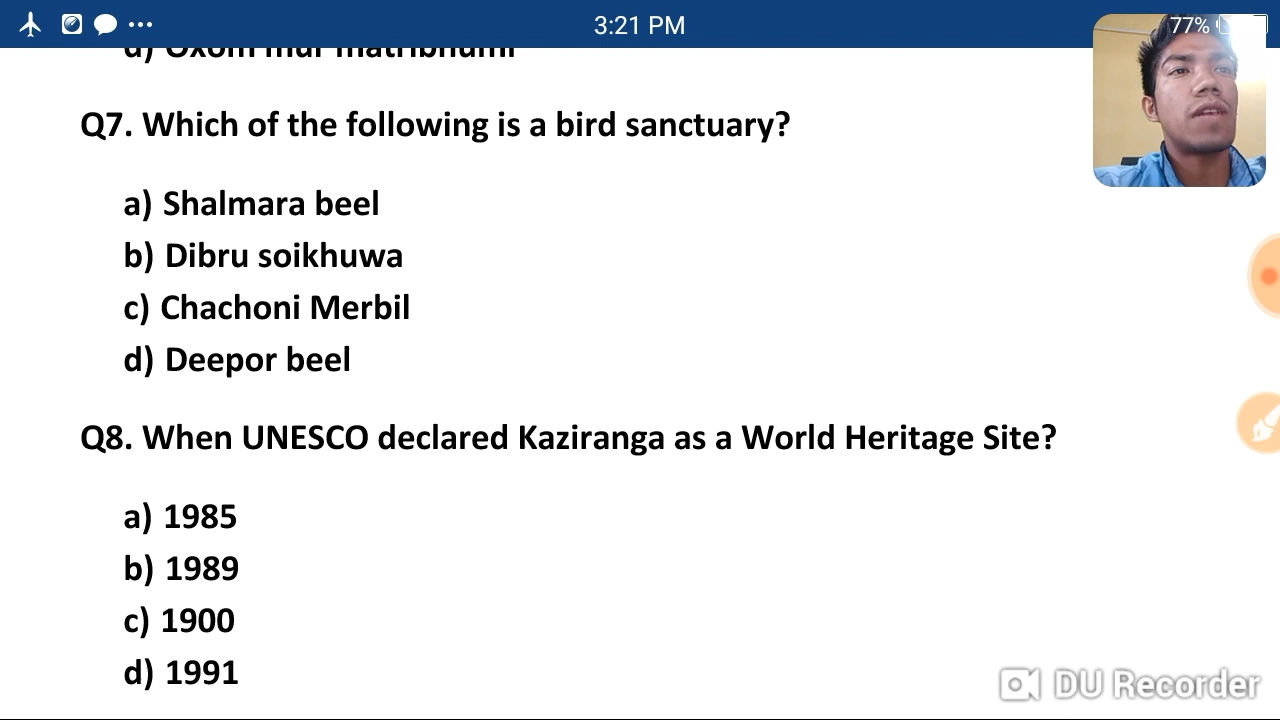 3:21 PM
77%
d) Oxom mur matribhumi
Q7. Which of the following is a bird sanctuary?
a) Shalmara beel
b) Dibru soikhuwa
c) Chachoni Merbil
d) Deepor beel
Q8. When UNESCO declared Kaziranga as a World Heritage Site?
a) 1985
b) 1989
c) 1900
d) 1991
DU Recorder